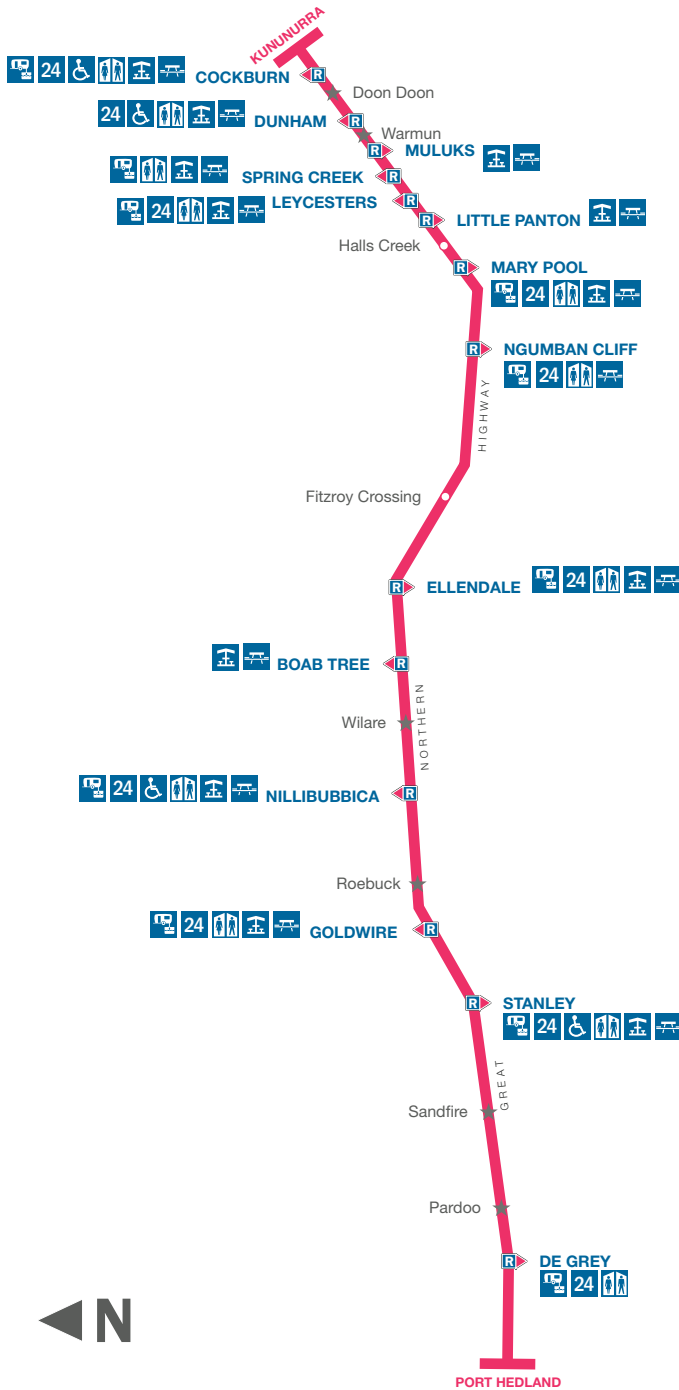 KUNUNURRA
24
R
COCKBURN
Doon Doon
24
DUNHAM
R
Warmun
R
MULUKS
SPRING CREEK
R
24
LEYCESTERS
R
R
LITTLE PANTON
Halls Creek
R
MARY POOL
24
R
NGUMBAN CLIFF
24
HIGHWAY
Fitzroy Crossing
R
ELLENDALE
24
BOAB TREE
R
Wilare
NORTHERN
24
NILLIBUBBICA
R
Roebuck
24
GOLDWIRE
R
R
STANLEY
24
GREAT
Sandfire
Pardoo
R
DE GREY
24
N
PORT HEDLAND